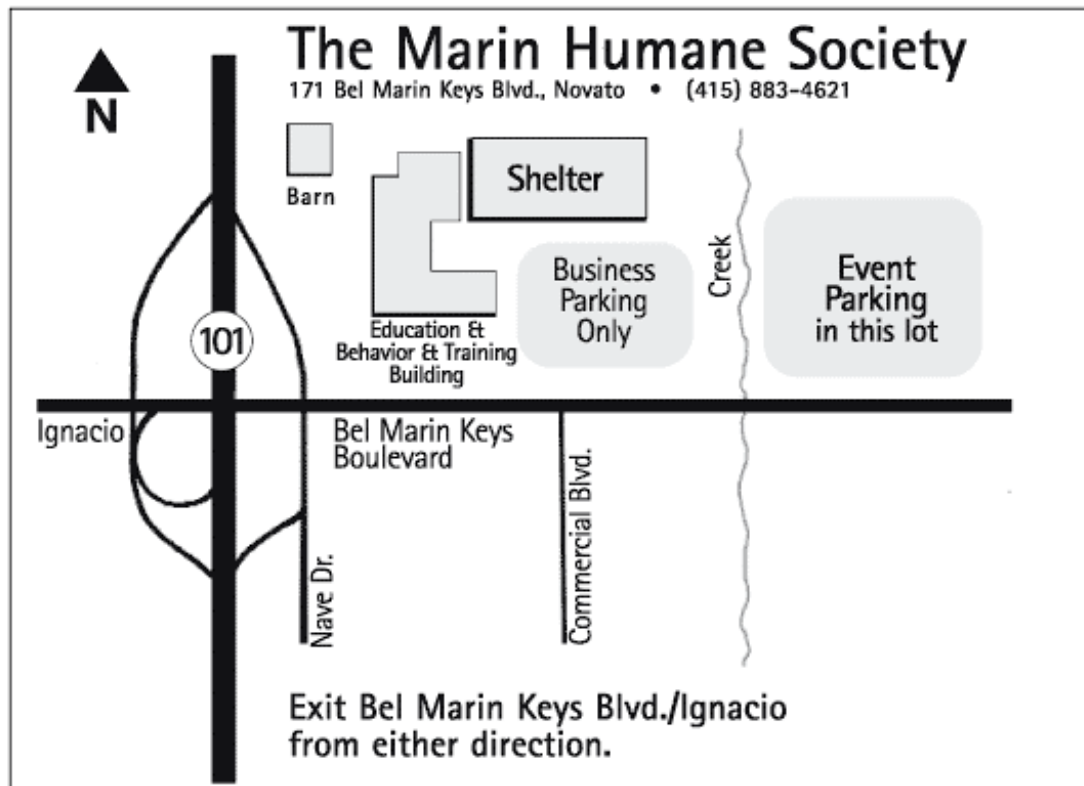 The Marin Humane Society
171 Bel Marin Keys Blvd., Novato • (415) 883-4621
N
Barn
Shelter
Business
Parking
Only
Creek
Event
Parking
in this lot
101
Education &
Behavior & Training
Building
Ignacio
Bel Marin Keys
Boulevard
Nave Dr.
Commercial Blvd.
Exit Bel Marin Keys Blvd./Ignacio
from either direction.